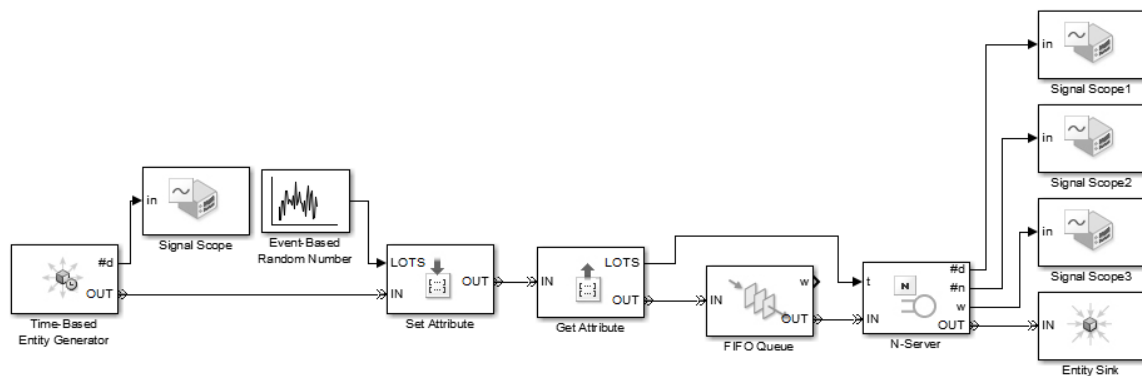 in
Signal Scope1
in
Signal Scope2
in
Signal Scope3
in
Signal Scope
Event-Based
Random Number
#d
OUT
Time-Based
Entity Generator
LOTS
IN
OUT
[...]
Set Attribute
IN
LOTS
OUT
[...]
Get Attribute
IN
w
OUT
FIFO Queue
t
IN
N
#d
#n
w
OUT
N-Server
IN
Entity Sink